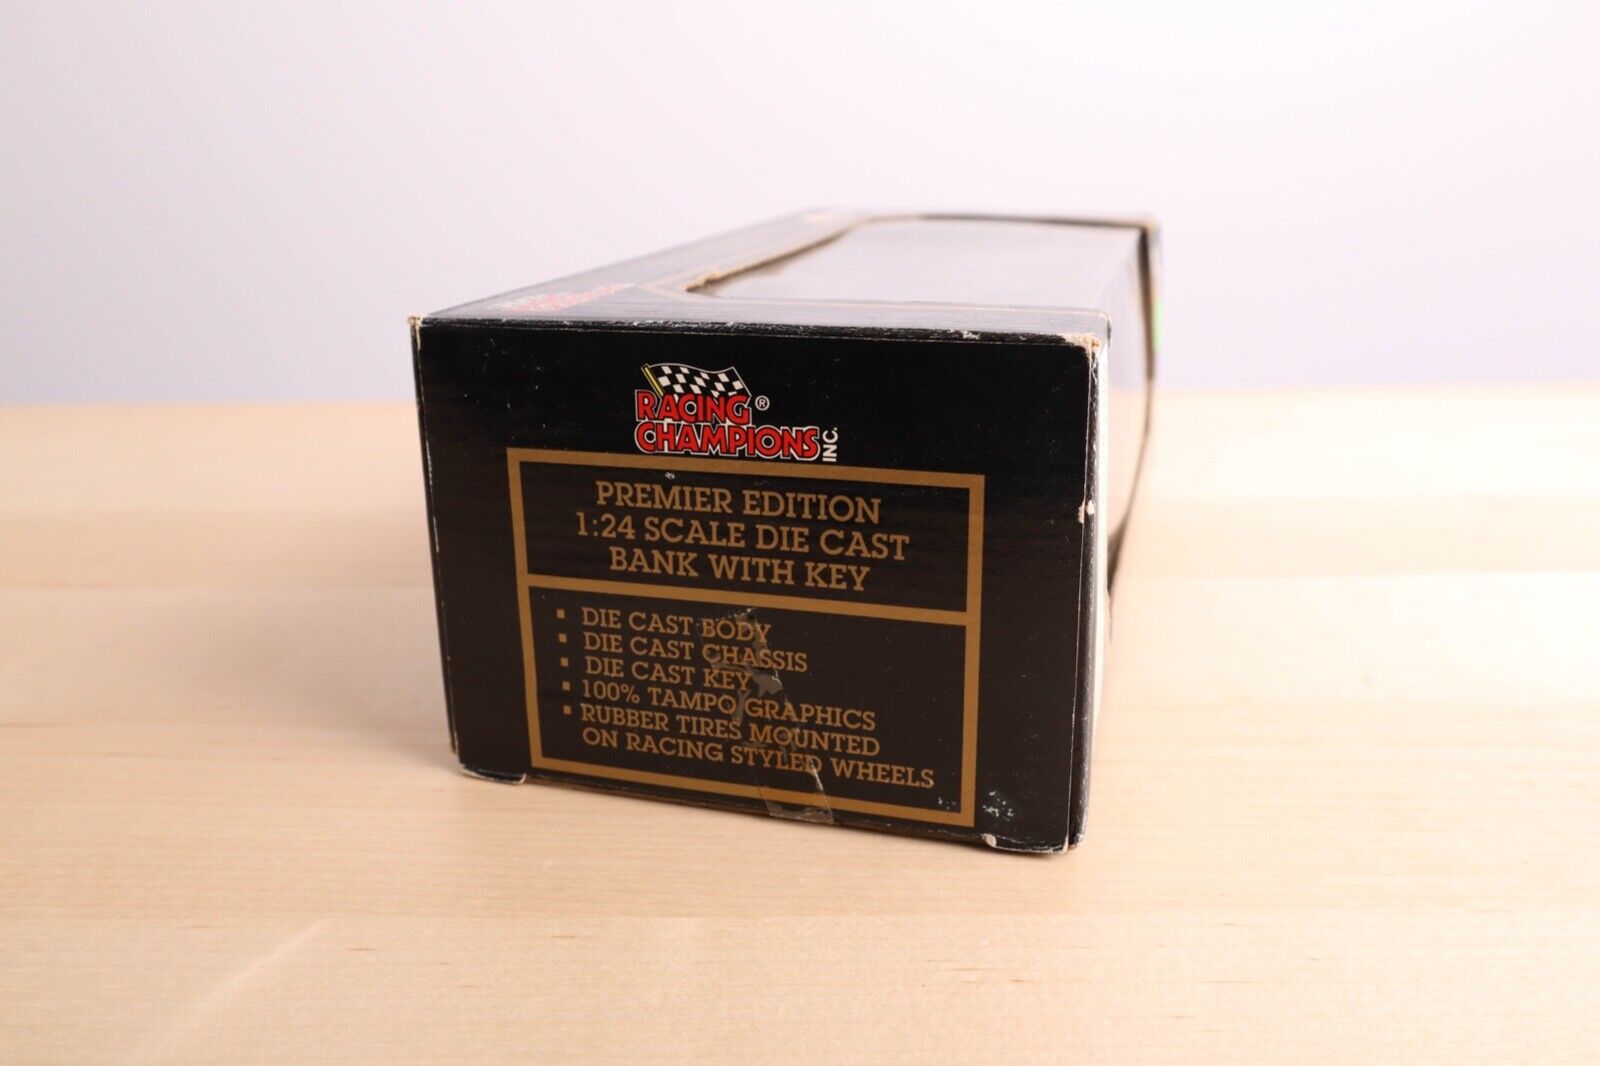 RACING®
CHAMPIONS INC.
PREMIER EDITION
1:24 SCALE DIE CAST
BANK WITH KEY
▪ DIE CAST BODY
▪ DIE CAST CHASSIS
▪ DIE CAST KEY
▪ 100% TAMPO GRAPHICS
▪ RUBBER TIRES MOUNTED
ON RACING STYLED WHEELS